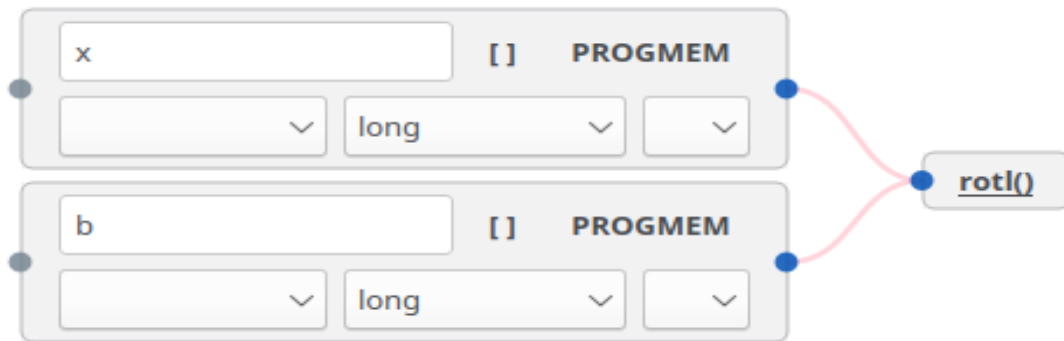 x [ ] PROGMEM
long
rotl()
b [ ] PROGMEM
long